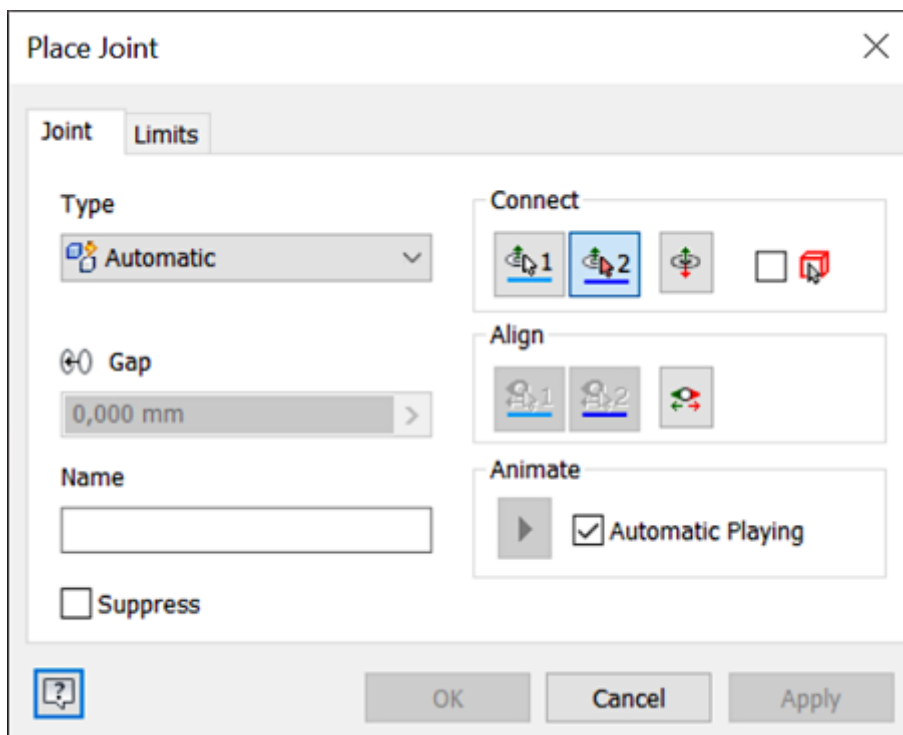 Place Joint
Joint
Limits
Type
Automatic
Gap
0,000 mm
Name
Suppress
Connect
1
2
Align
1
2
Animate
Automatic Playing
?
OK
Cancel
Apply